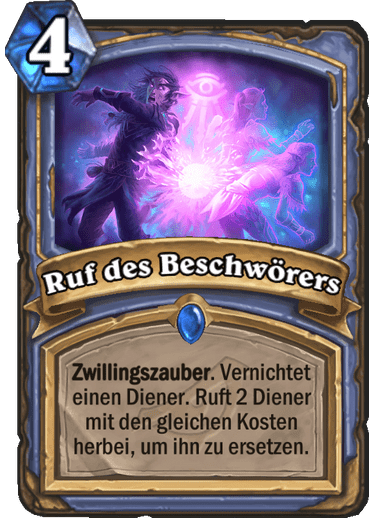 4
Ruf des Beschwörers
Zwillingszauber. Vernichtet
einen Diener. Ruft 2 Diener
mit den gleichen Kosten
herbei, um ihn zu ersetzen.